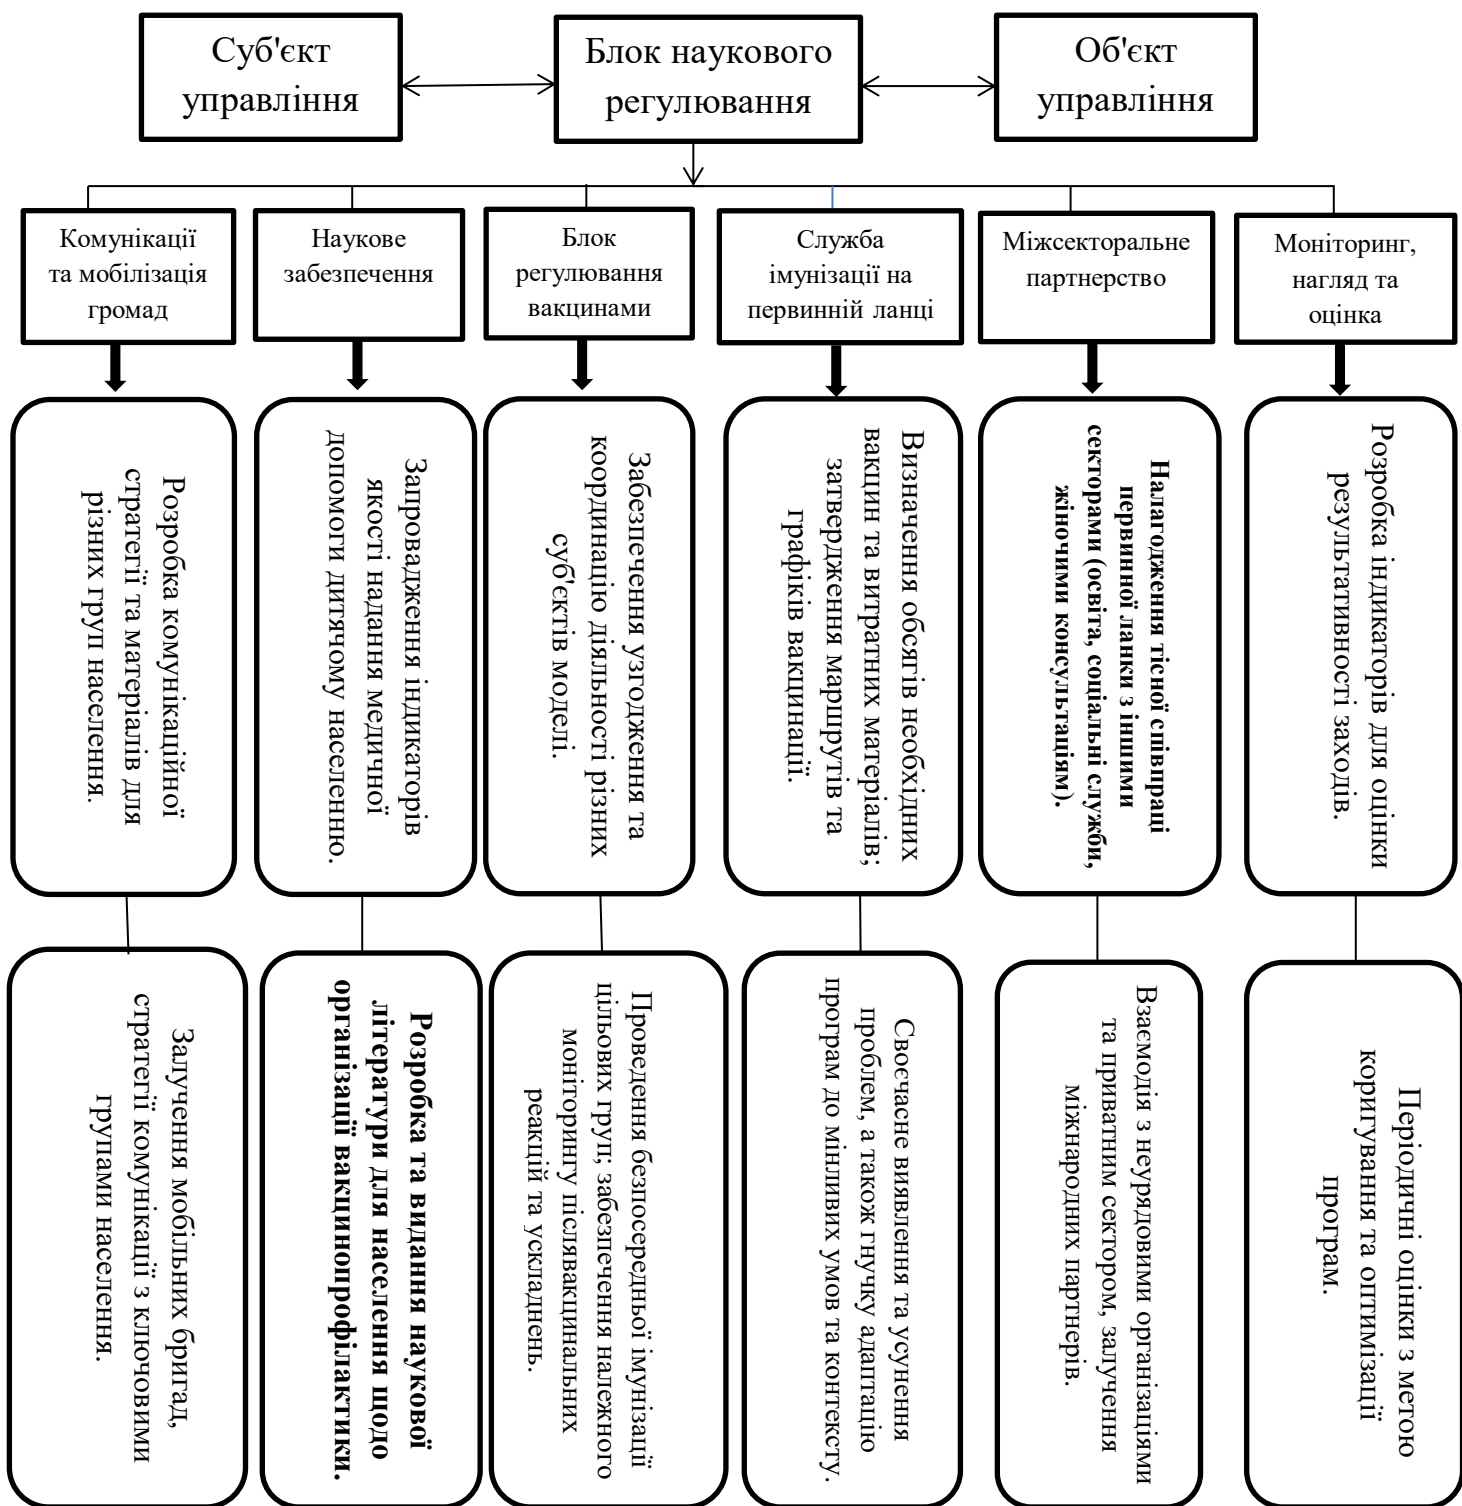 Суб'єкт
управління
Блок наукового
регулювання
Об'єкт
управління
Комунікації
та мобілізація
громад
Наукове
забезпечення
Блок
регулювання
вакцинами
Служба
імунізації на
первинній ланці
Міжсекторальне
партнерство
Моніторинг,
нагляд та
оцінка
Розробка комунікаційної
стратегії та матеріалів для
різних груп населення.
Запровадження індикаторів
якості надання медичної
допомоги дитячому населенню.
Забезпечення узгодження та
координацію діяльності різних
суб'єктів моделі.
Визначення обсягів необхідних
вакцин та витратних матеріалів;
затвердження маршрутів та
графіків вакцинації.
Налагодження тісної співпраці
первинної ланки з іншими
секторами (освіта, соціальні служби,
жіночими консультаціям).
Розробка індикаторів для оцінки
результативності заходів.
Залучення мобільних бригад,
стратегії комунікації з ключовими
групами населення.
Розробка та видання наукової
літератури для населення щодо
організації вакцинопрофілактики.
Проведення безпосередньої імунізації
цільових груп; забезпечення належного
моніторингу післявакцинальних
реакцій та ускладнень.
Своєчасне виявлення та усунення
проблем, а також гнучку адаптацію
програм до мінливих умов та контексту.
Взаємодія з неурядовими організаціями
та приватним сектором, залучення
міжнародних партнерів.
Періодичні оцінки з метою
коригування та оптимізації
програм.